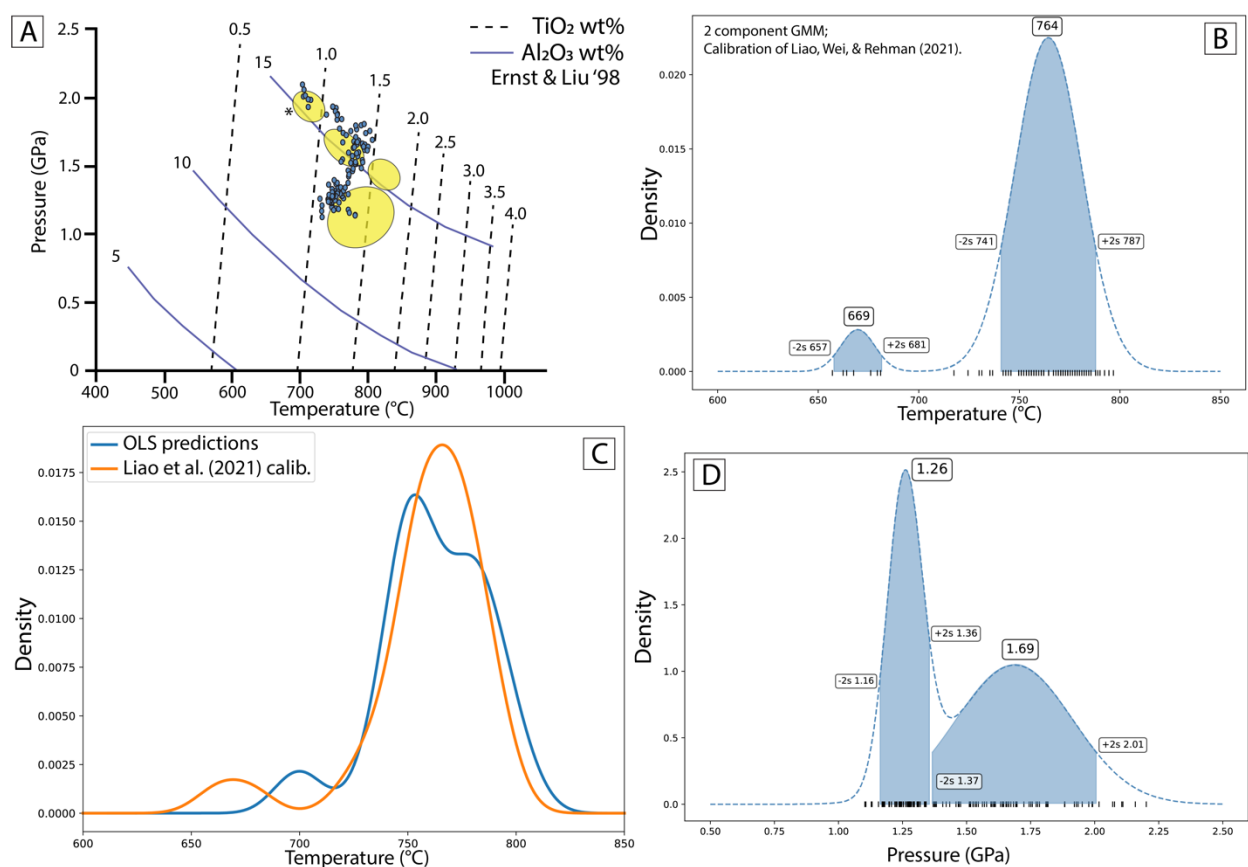 A
TiO₂ wt%
Al₂O₃ wt%
Ernst & Liu ‘98
2.5
2.0
1.5
1.0
0.5
0
Pressure (GPa)
0.5
15
1.0
1.5
2.0
2.5
3.0
3.5
4.0
10
5
*
400
500
600
700
800
900
1000
Temperature (°C)
2 component GMM;
Calibration of Liao, Wei, & Rehman (2021).
B
764
0.020
0.015
0.010
0.005
0.000
Density
-2s 741
+2s 787
669
-2s 657
+2s 681
600
650
700
750
800
850
Temperature (°C)
OLS predictions
Liao et al. (2021) calib.
C
0.0175
0.0150
0.0125
0.0100
0.0075
0.0050
0.0025
0.0000
Density
600
650
700
750
800
850
Temperature (°C)
D
1.26
2.5
2.0
1.5
1.0
0.5
0.0
Density
+2s 1.36
1.69
-2s 1.16
+2s 2.01
-2s 1.37
0.50
0.75
1.00
1.25
1.50
1.75
2.00
2.25
2.50
Pressure (GPa)